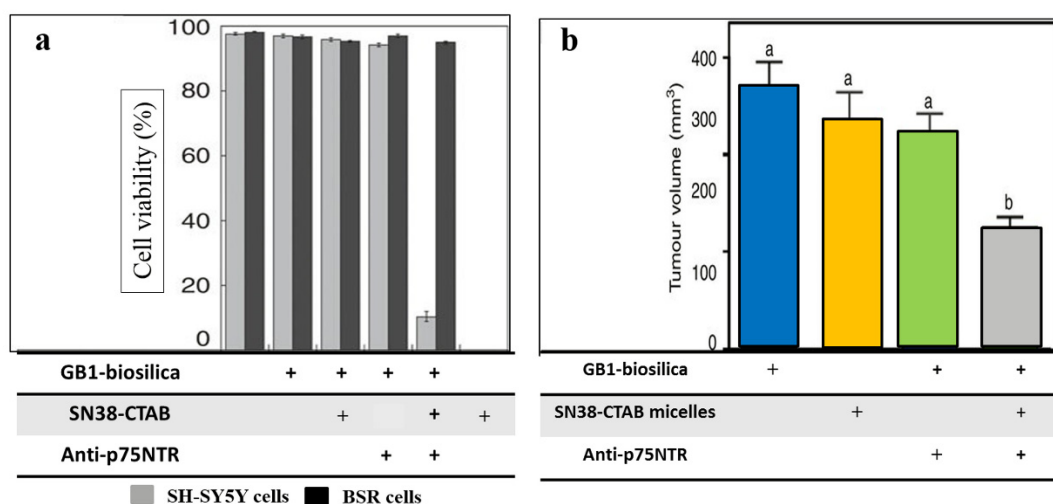 a
Cell viability (%)
100
80
60
40
20
0
GB1-biosilica + + + +
SN38-CTAB + + +
Anti-p75NTR + +
SH-SY5Y cells BSR cells
b
Tumour volume (mm³)
400
300
200
100
0
a
a
a
b
GB1-biosilica + + +
SN38-CTAB micelles + +
Anti-p75NTR + +